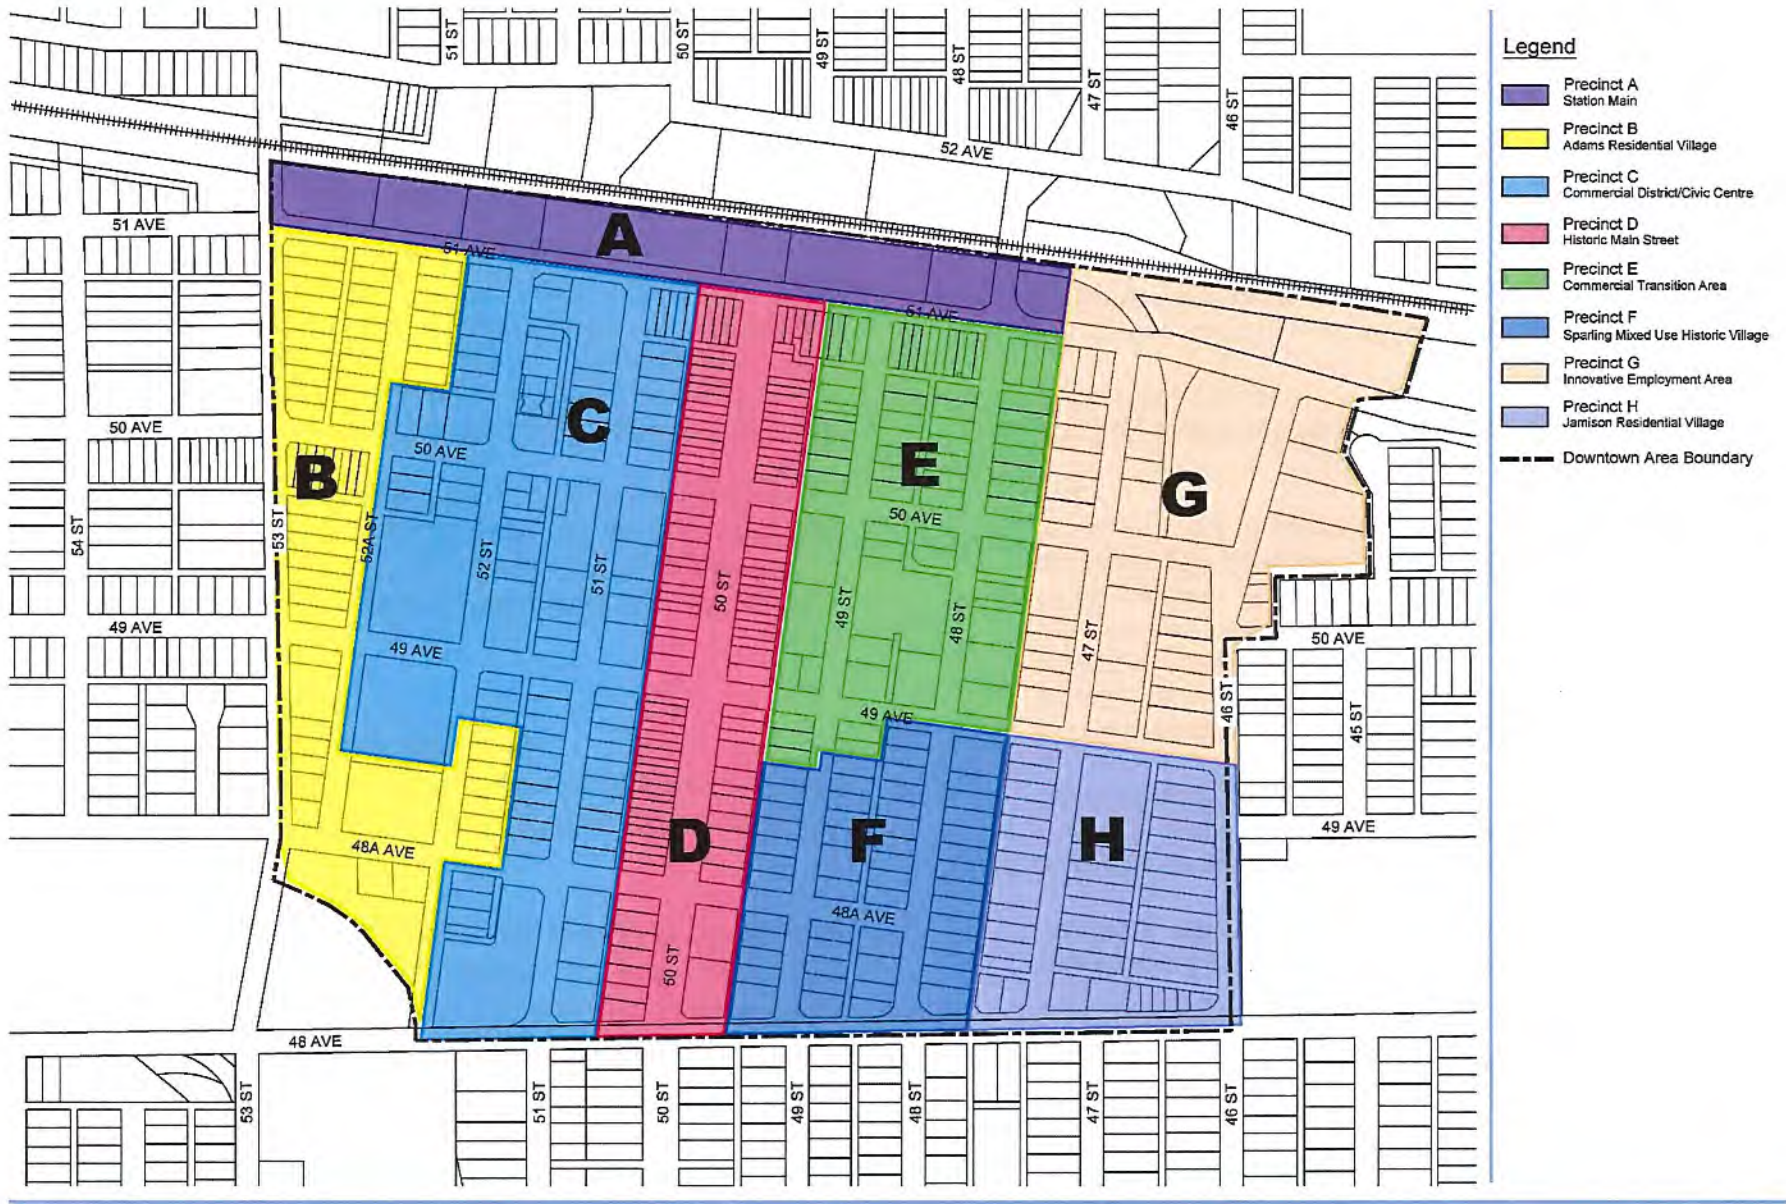 51 ST
50 ST
49 ST
48 ST
47 ST
46 ST
52 AVE
51 AVE
51 AVE
A
51 AVE
C
50 AVE
50 AVE
B
E
G
50 AVE
54 ST
53 ST
52A ST
52 ST
51 ST
50 ST
49 ST
48 ST
47 ST
49 AVE
49 AVE
50 AVE
46 ST
45 ST
49 AVE
D
F
H
48A AVE
49 AVE
48A AVE
50 ST
48 AVE
53 ST
51 ST
50 ST
49 ST
48 ST
47 ST
46 ST
Legend
Precinct A
Station Main
Precinct B
Adams Residential Village
Precinct C
Commercial District/Civic Centre
Precinct D
Historic Main Street
Precinct E
Commercial Transition Area
Precinct F
Sparling Mixed Use Historic Village
Precinct G
Innovative Employment Area
Precinct H
Jamison Residential Village
Downtown Area Boundary